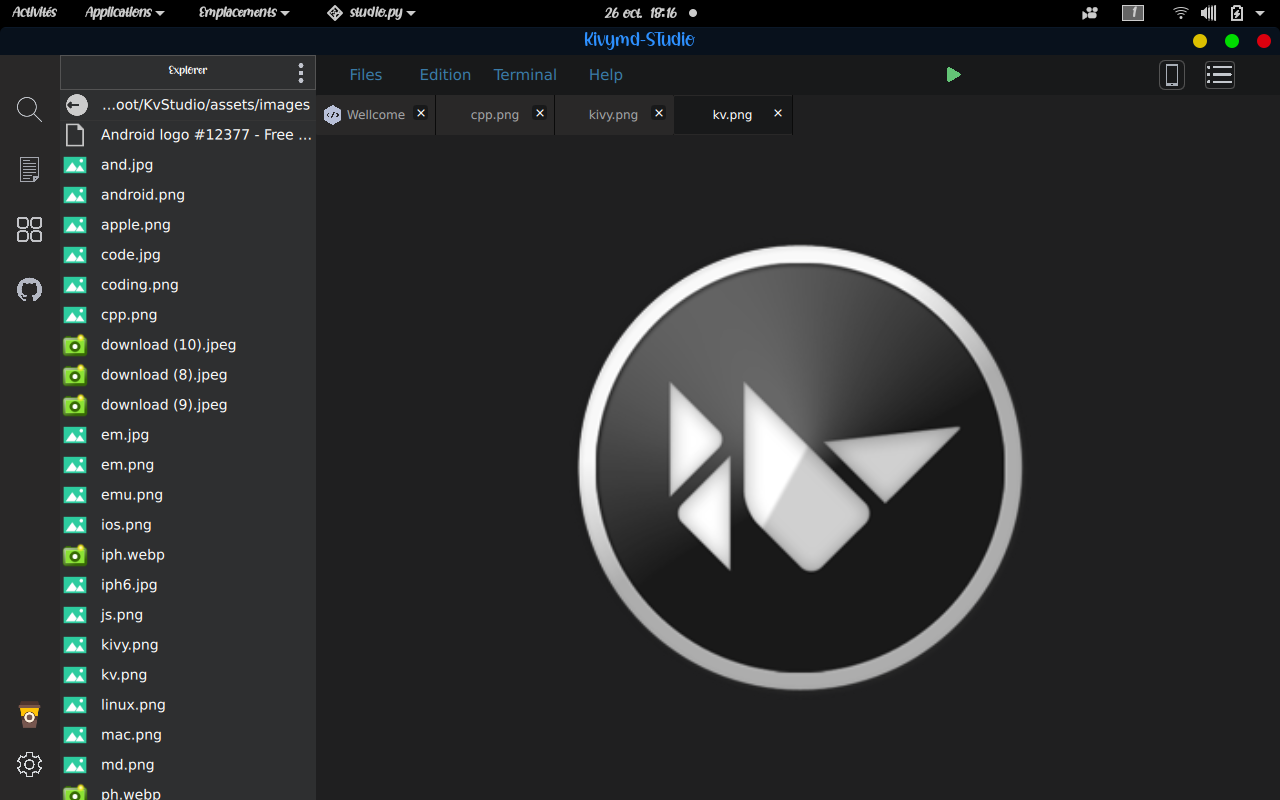 Activités Applications Emplacements studio.py 26 oct. 18:16 1
Kivymd-Studio
Explorer
Files Edition Terminal Help
...oot/KvStudio/assets/images
Wellcome cpp.png kivy.png kv.png
Android logo #12377 - Free ...
and.jpg
android.png
apple.png
code.jpg
coding.png
cpp.png
download (10).jpeg
download (8).jpeg
download (9).jpeg
em.jpg
em.png
emu.png
ios.png
iph.webp
iph6.jpg
js.png
kivy.png
kv.png
linux.png
mac.png
md.png
ph.webp